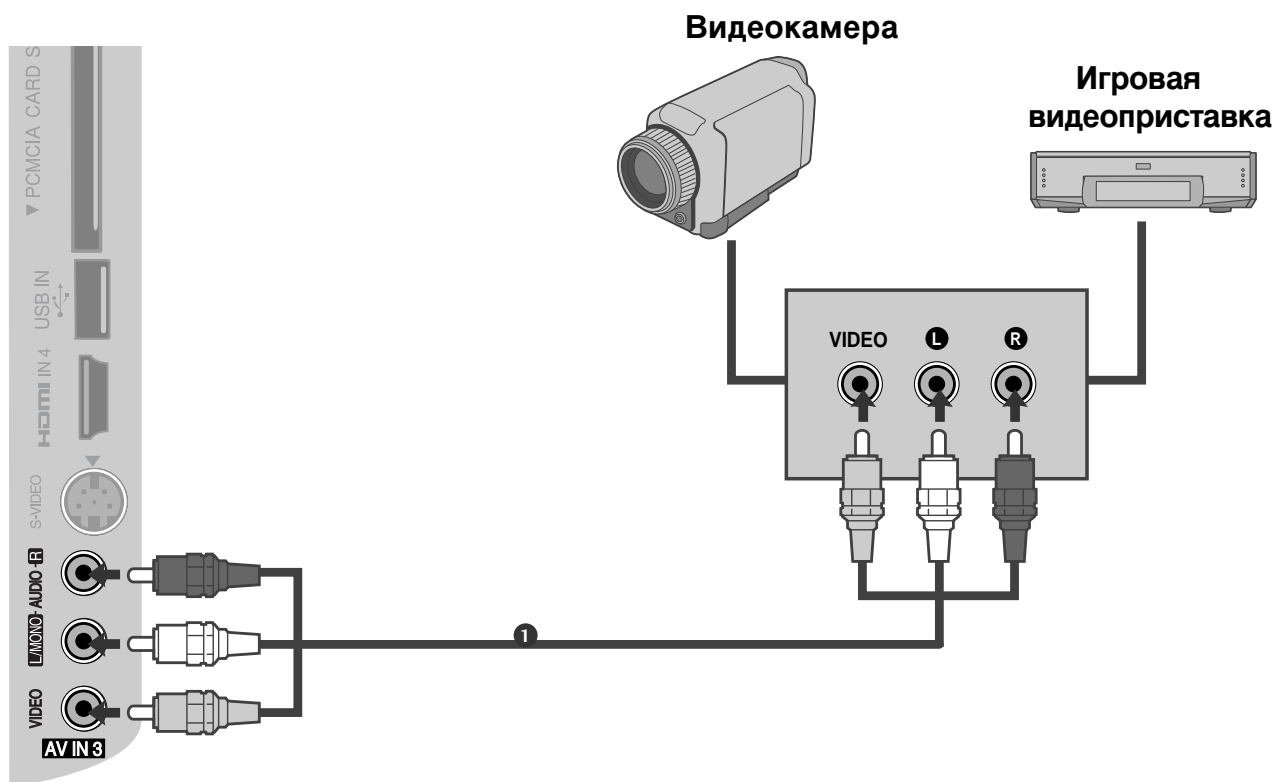 Видеокамера
Игровая
видеоприставка
▼ PCMCIA CARD S
USB IN
HDMI IN 4
S-VIDEO
L/MONO- AUDIO -R
VIDEO
AV IN 3
VIDEO L R
1